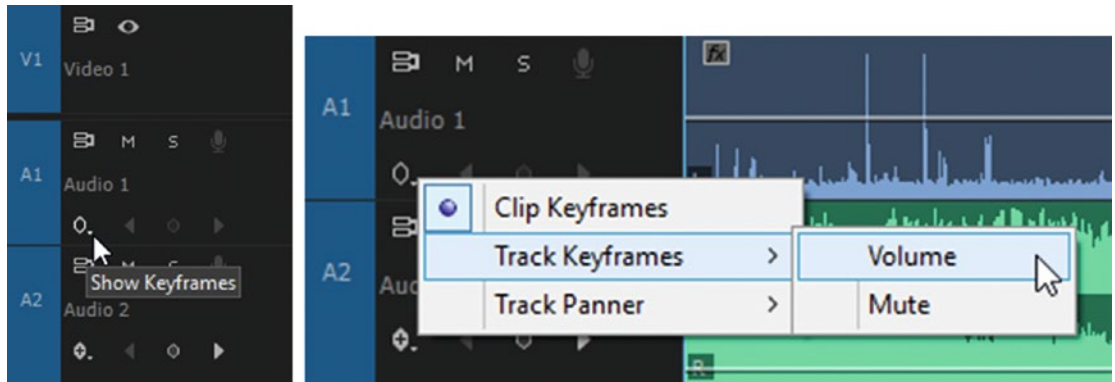 V1
Video 1
A1
M S
Audio 1
Show Keyframes
A2
Audio 2
A1
M S
fx
Audio 1
Clip Keyframes
Track Keyframes > Volume
Track Panner > Mute
A2
R